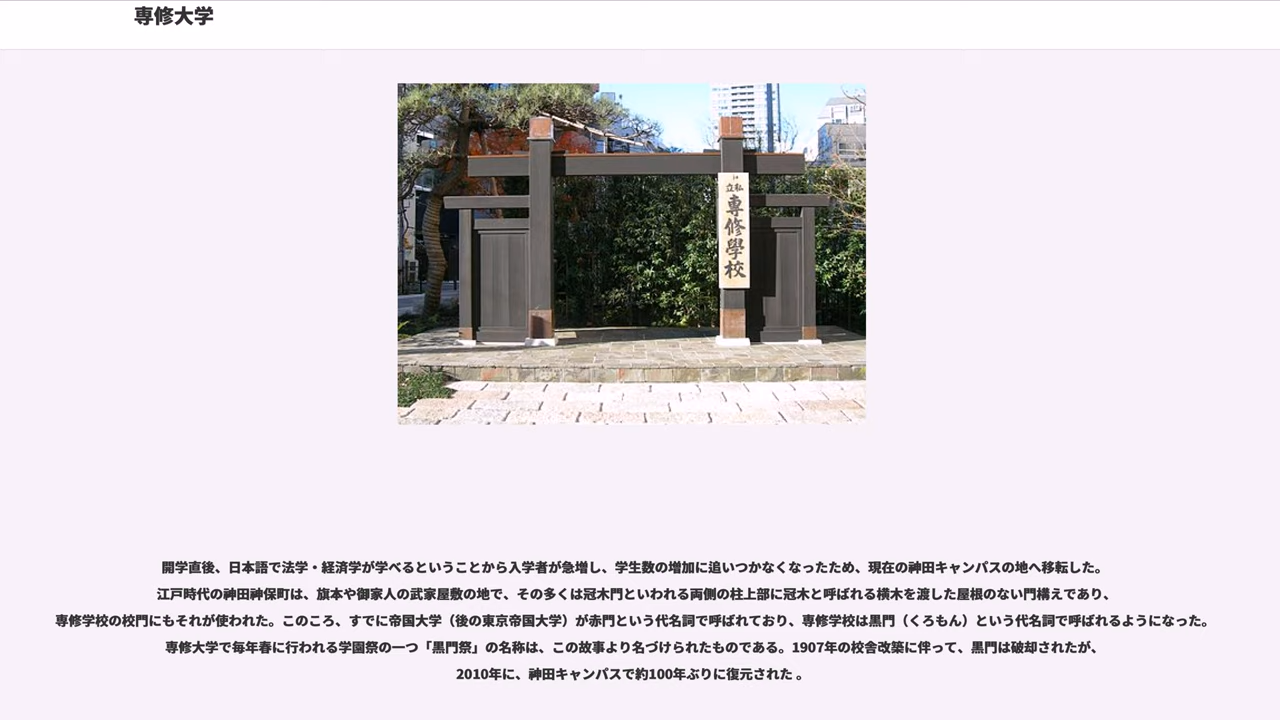 専修大学
立私
専修學校
開学直後、日本語で法学・経済学が学べるということから入学者が急増し、学生数の増加に追いつかなくなったため、現在の神田キャンパスの地へ移転した。
江戸時代の神田神保町は、旗本や御家人の武家屋敷の地で、その多くは冠木門といわれる両側の柱上部に冠木と呼ばれる横木を渡した屋根のない門構えであり、
専修学校の校門にもそれが使われた。このころ、すでに帝国大学（後の東京帝国大学）が赤門という代名詞で呼ばれており、専修学校は黒門（くろもん）という代名詞で呼ばれるようになった。
専修大学で毎年春に行われる学園祭の一つ「黒門祭」の名称は、この故事より名づけられたものである。1907年の校舎改築に伴って、黒門は破却されたが、
2010年に、神田キャンパスで約100年ぶりに復元された 。